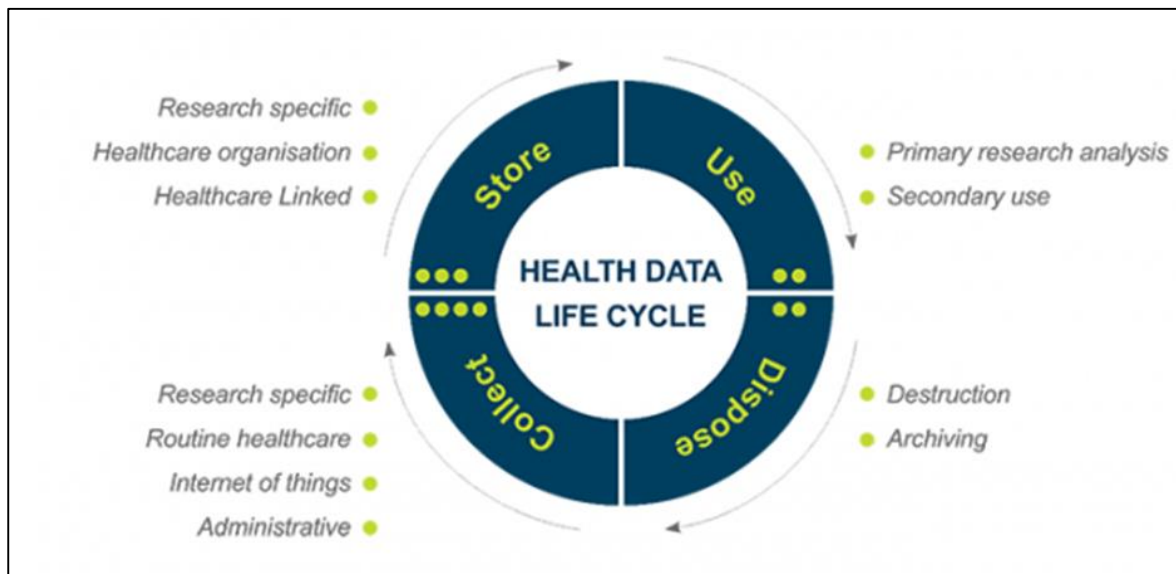 Research specific
Healthcare organisation
Healthcare Linked
Store
Use
Primary research analysis
Secondary use
HEALTH DATA
LIFE CYCLE
Research specific
Routine healthcare
Internet of things
Administrative
Collect
Dispose
Destruction
Archiving